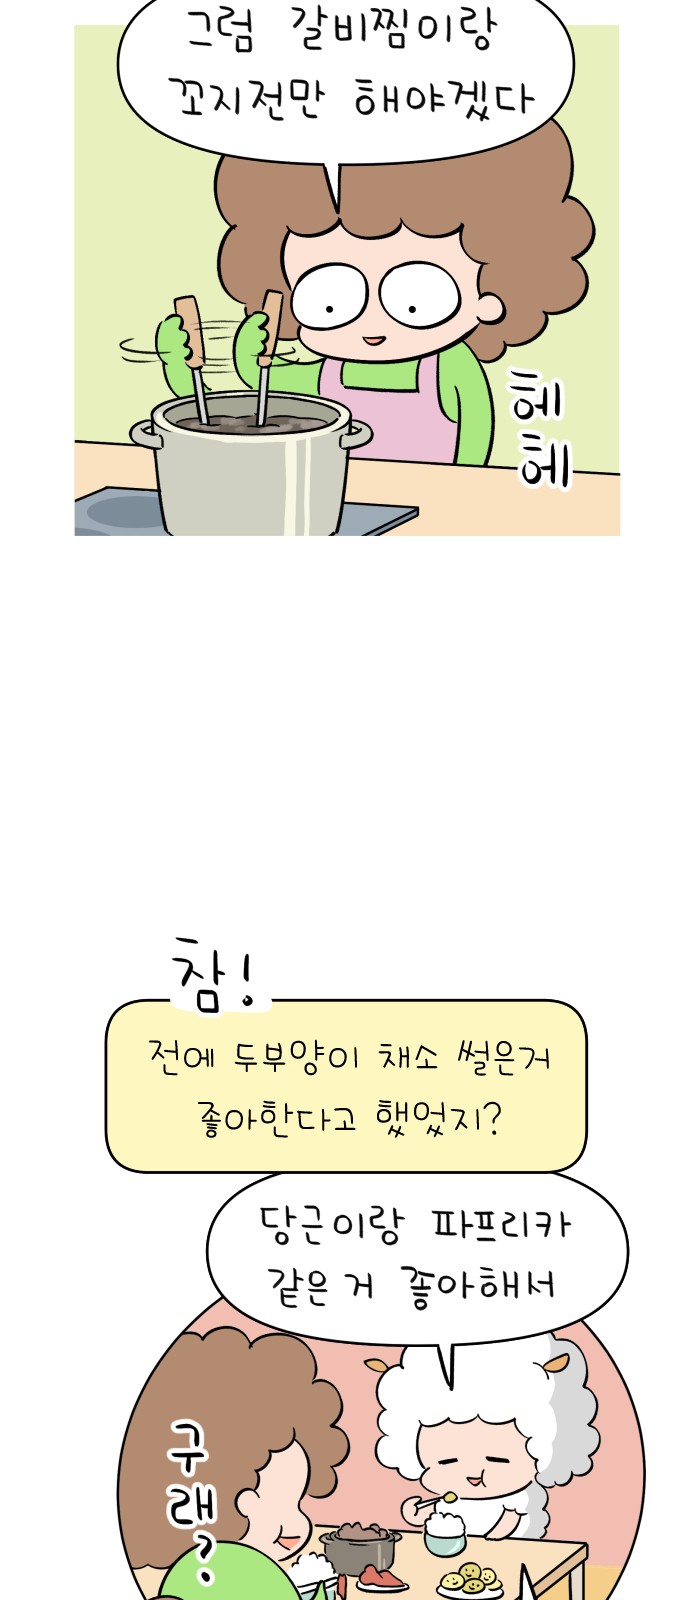 그럼 갈비찜이랑
꼬지전만 해야겠다
헤
헤
참!
전에 두부양이 채소 썰은거
좋아한다고 했었지?
당근이랑 파프리카
같은 거 좋아해서
구
래
?